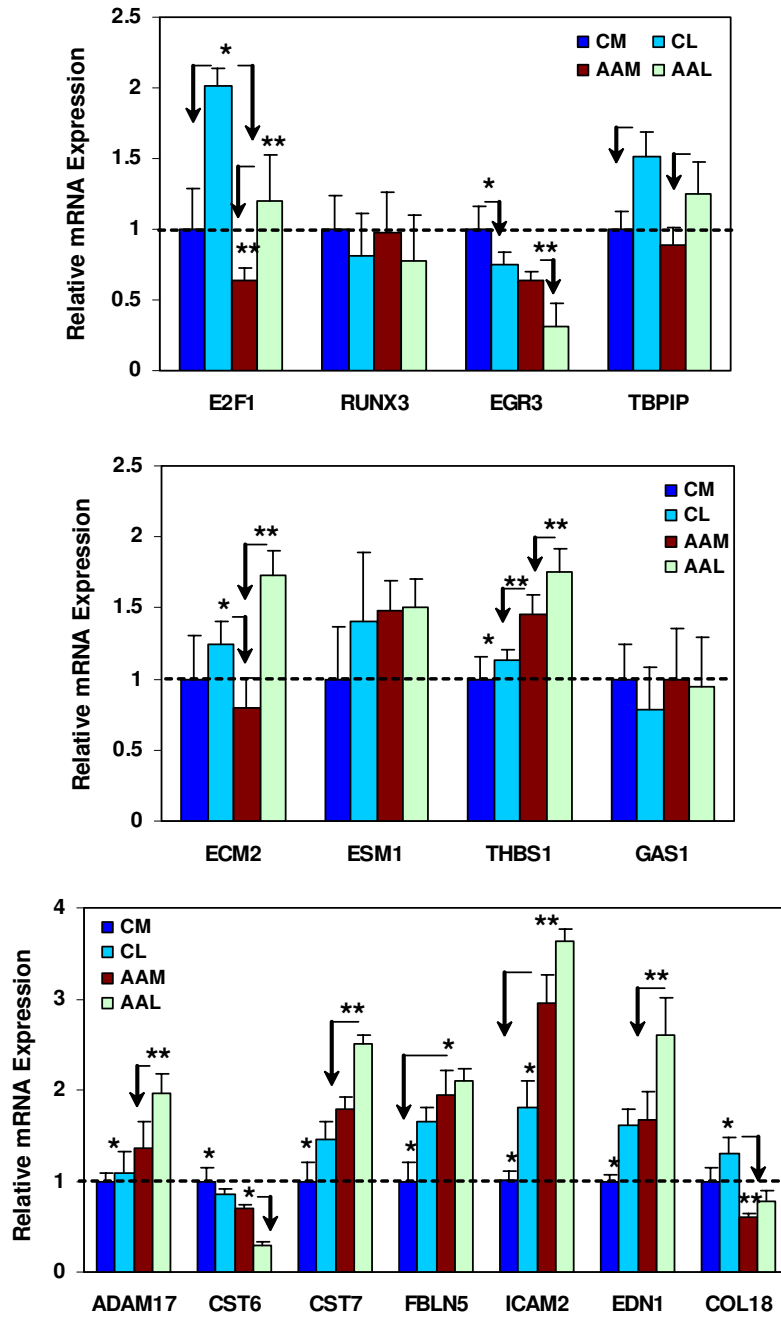 2.5
CM CL
AAM AAL
2
*
1.5
**
*
1
**
**
0.5
0
E2F1 RUNX3 EGR3 TBPIP
Relative mRNA Expression
2.5
CM
CL
AAM
AAL
2
** **
1.5
**
*
*
1
0.5
0
ECM2 ESM1 THBS1 GAS1
Relative mRNA Expression
4
CM
CL
AAM
AAL
**
3
**
**
2
**
*
*
* * * * * *
1
* **
0
ADAM17 CST6 CST7 FBLN5 ICAM2 EDN1 COL18
Relative mRNA Expression